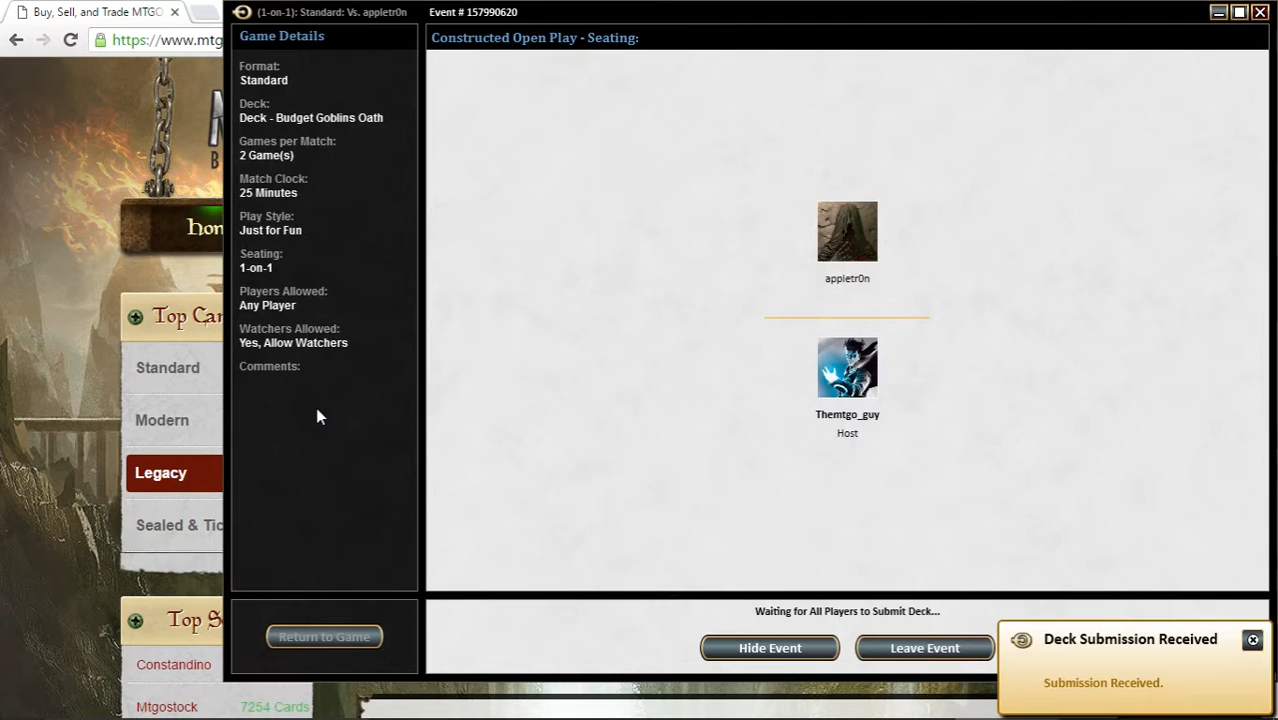 Buy, Sell, and Trade MTGO
https://www.mtg
Top Ca
Standard
Modern
Legacy
Sealed & Tic
Top S
Constandino
Mtgostock 7254 Cards
(1-on-1): Standard: Vs. appletr0n Event # 157990620
Game Details
Format:
Standard
Deck:
Deck - Budget Goblins Oath
Games per Match:
2 Game(s)
Match Clock:
25 Minutes
Play Style:
Just for Fun
Seating:
1-on-1
Players Allowed:
Any Player
Watchers Allowed:
Yes, Allow Watchers
Comments:
Return to Game
Constructed Open Play - Seating:
appletr0n
Themtgo_guy
Host
Waiting for All Players to Submit Deck...
Hide Event
Leave Event
Deck Submission Received
Submission Received.